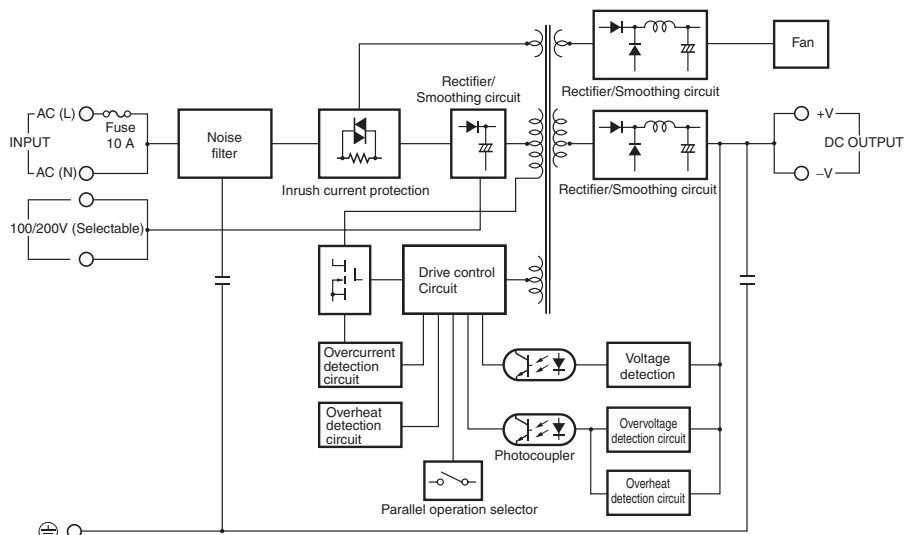 Fan
Rectifier/Smoothing circuit
Rectifier/
Smoothing circuit
AC (L)
Fuse
10 A
INPUT
AC (N)
Noise
filter
Inrush current protection
Rectifier/Smoothing circuit
+V
DC OUTPUT
–V
100/200V (Selectable)
Drive control
Circuit
Overcurrent
detection
circuit
Voltage
detection
Overheat
detection
circuit
Photocoupler
Overvoltage
detection circuit
Overheat
detection circuit
Parallel operation selector